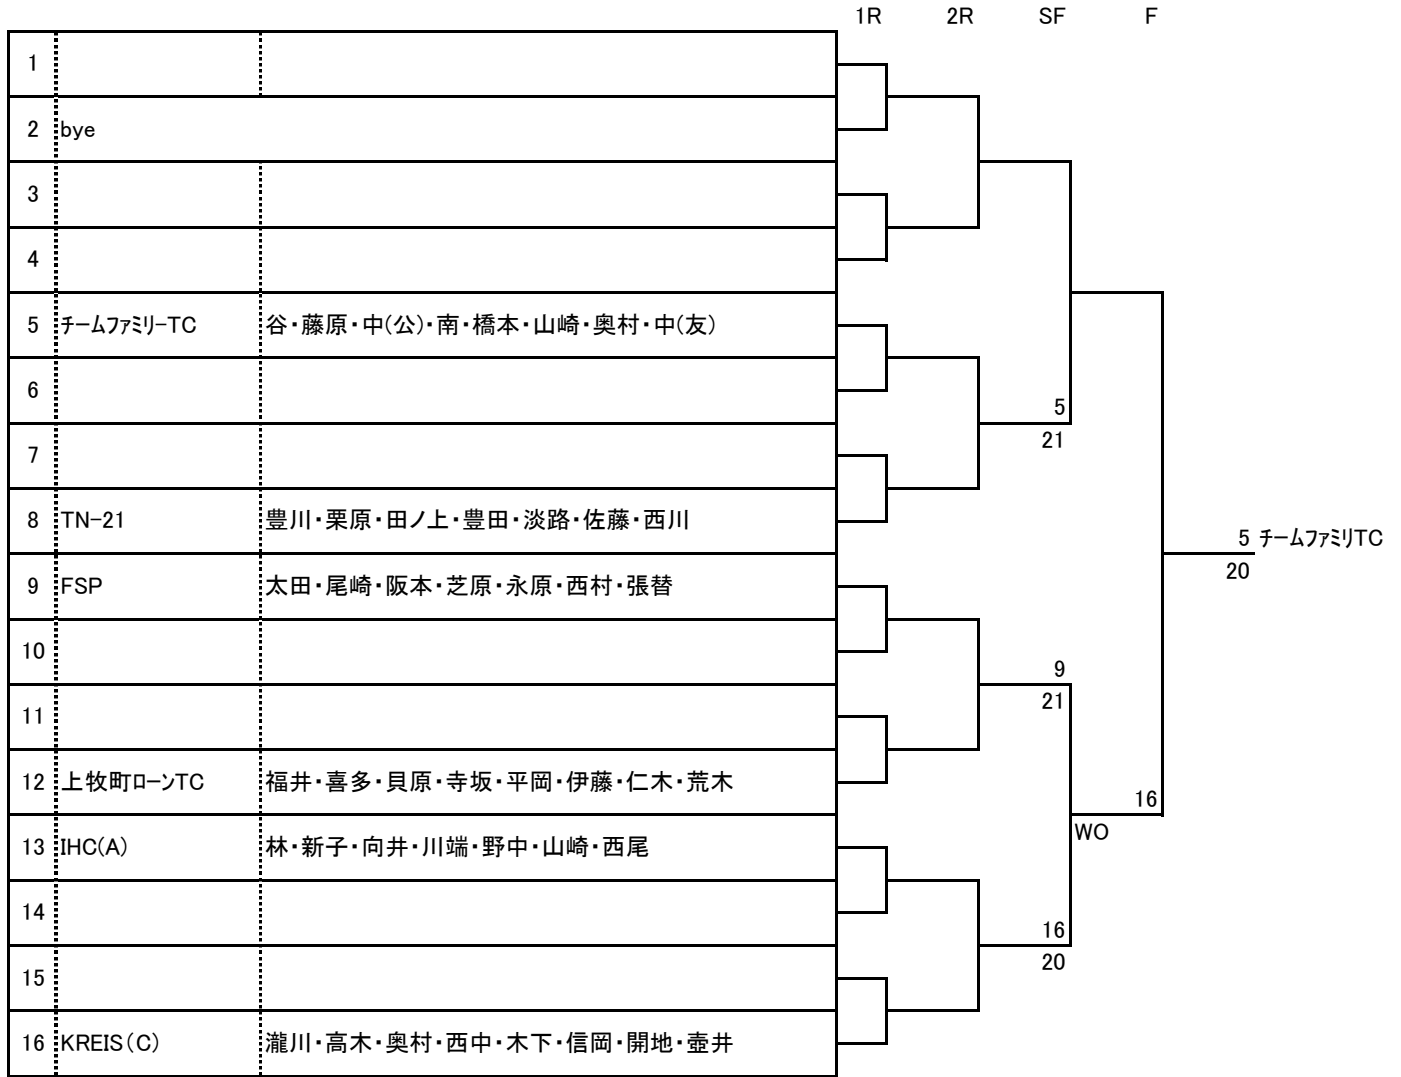 1R 2R SF F
1
2 bye
3
4
5 チームファミリーTC 谷・藤原・中(公)・南・橋本・山崎・奥村・中(友)
6
5
21
7
8 TN-21 豊川・栗原・田ノ上・豊田・淡路・佐藤・西川
5 チームファミリTC
20
9 FSP 太田・尾崎・阪本・芝原・永原・西村・張替
10
9
21
11
12 上牧町ローンTC 福井・喜多・貝原・寺坂・平岡・伊藤・仁木・荒木
16
WO
13 IHC(A) 林・新子・向井・川端・野中・山崎・西尾
14
16
20
15
16 KREIS(C) 瀧川・高木・奥村・西中・木下・信岡・開地・壺井